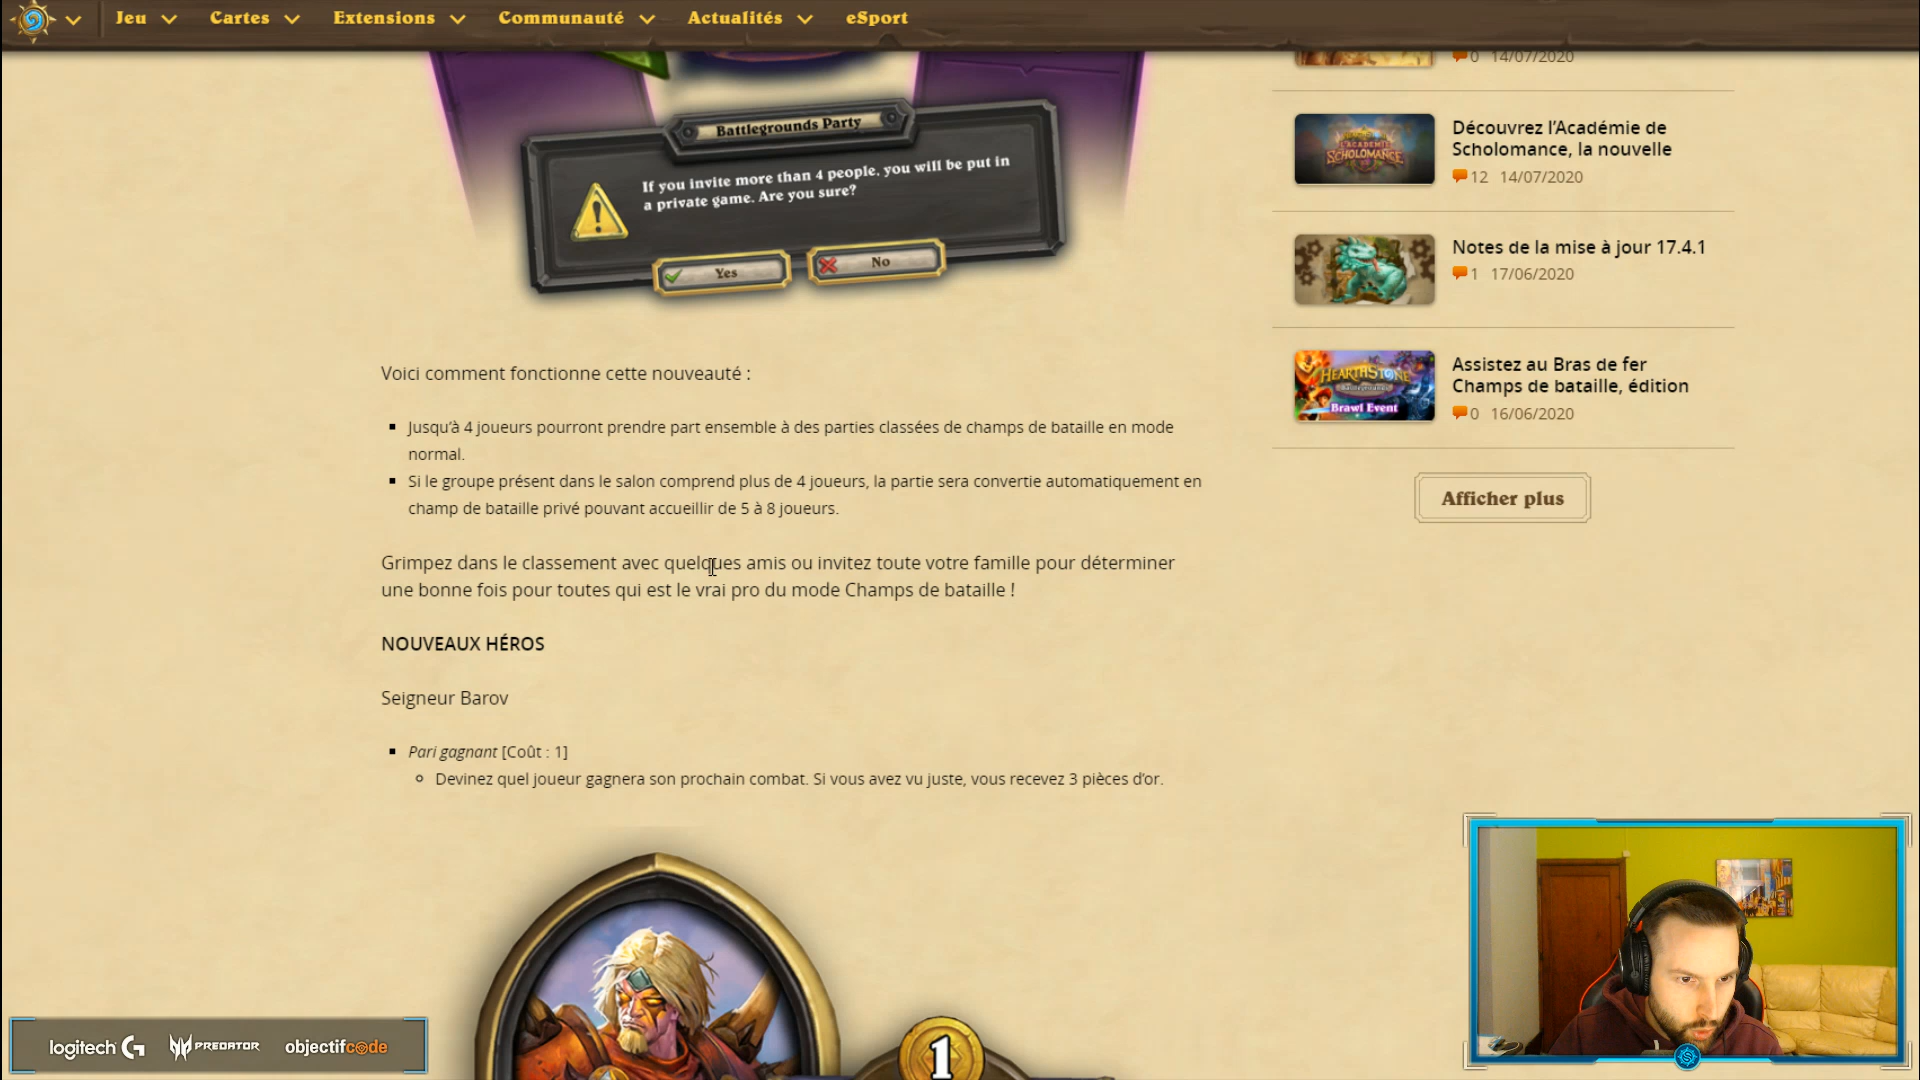 Jeu
Cartes
Extensions
Communauté
Actualités
eSport
Battlegrounds Party
If you invite more than 4 people, you will be put in
a private game. Are you sure?
Yes
No
Voici comment fonctionne cette nouveauté :
Jusqu'à 4 joueurs pourront prendre part ensemble à des parties classées de champs de bataille en mode
normal.
Si le groupe présent dans le salon comprend plus de 4 joueurs, la partie sera convertie automatiquement en
champ de bataille privé pouvant accueillir de 5 à 8 joueurs.
Grimpez dans le classement avec quelques amis ou invitez toute votre famille pour déterminer
une bonne fois pour toutes qui est le vrai pro du mode Champs de bataille !
NOUVEAUX HÉROS
Seigneur Barov
Pari gagnant [Coût : 1]
Devinez quel joueur gagnera son prochain combat. Si vous avez vu juste, vous recevez 3 pièces d'or.
1
0 14/07/2020
L'ACADÉMIE
SCHOLOMANCE
Découvrez l'Académie de
Scholomance, la nouvelle
12 14/07/2020
Notes de la mise à jour 17.4.1
1 17/06/2020
HEARTHSTONE
Brawl Event
Assistez au Bras de fer
Champs de bataille, édition
0 16/06/2020
Afficher plus
logitech G
PREDATOR
objectifcode